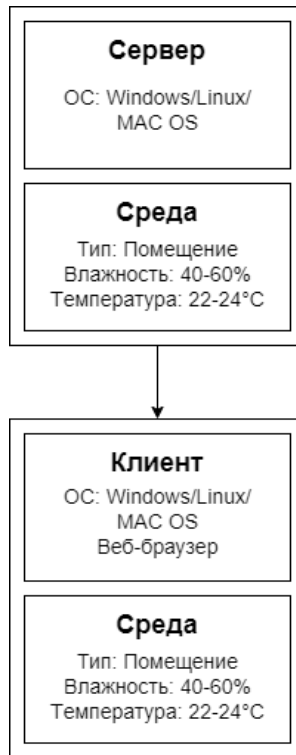 Сервер
ОС: Windows/Linux/
MAC OS
Среда
Тип: Помещение
Влажность: 40-60%
Температура: 22-24°C
Клиент
ОС: Windows/Linux/
MAC OS
Веб-браузер
Среда
Тип: Помещение
Влажность: 40-60%
Температура: 22-24°C